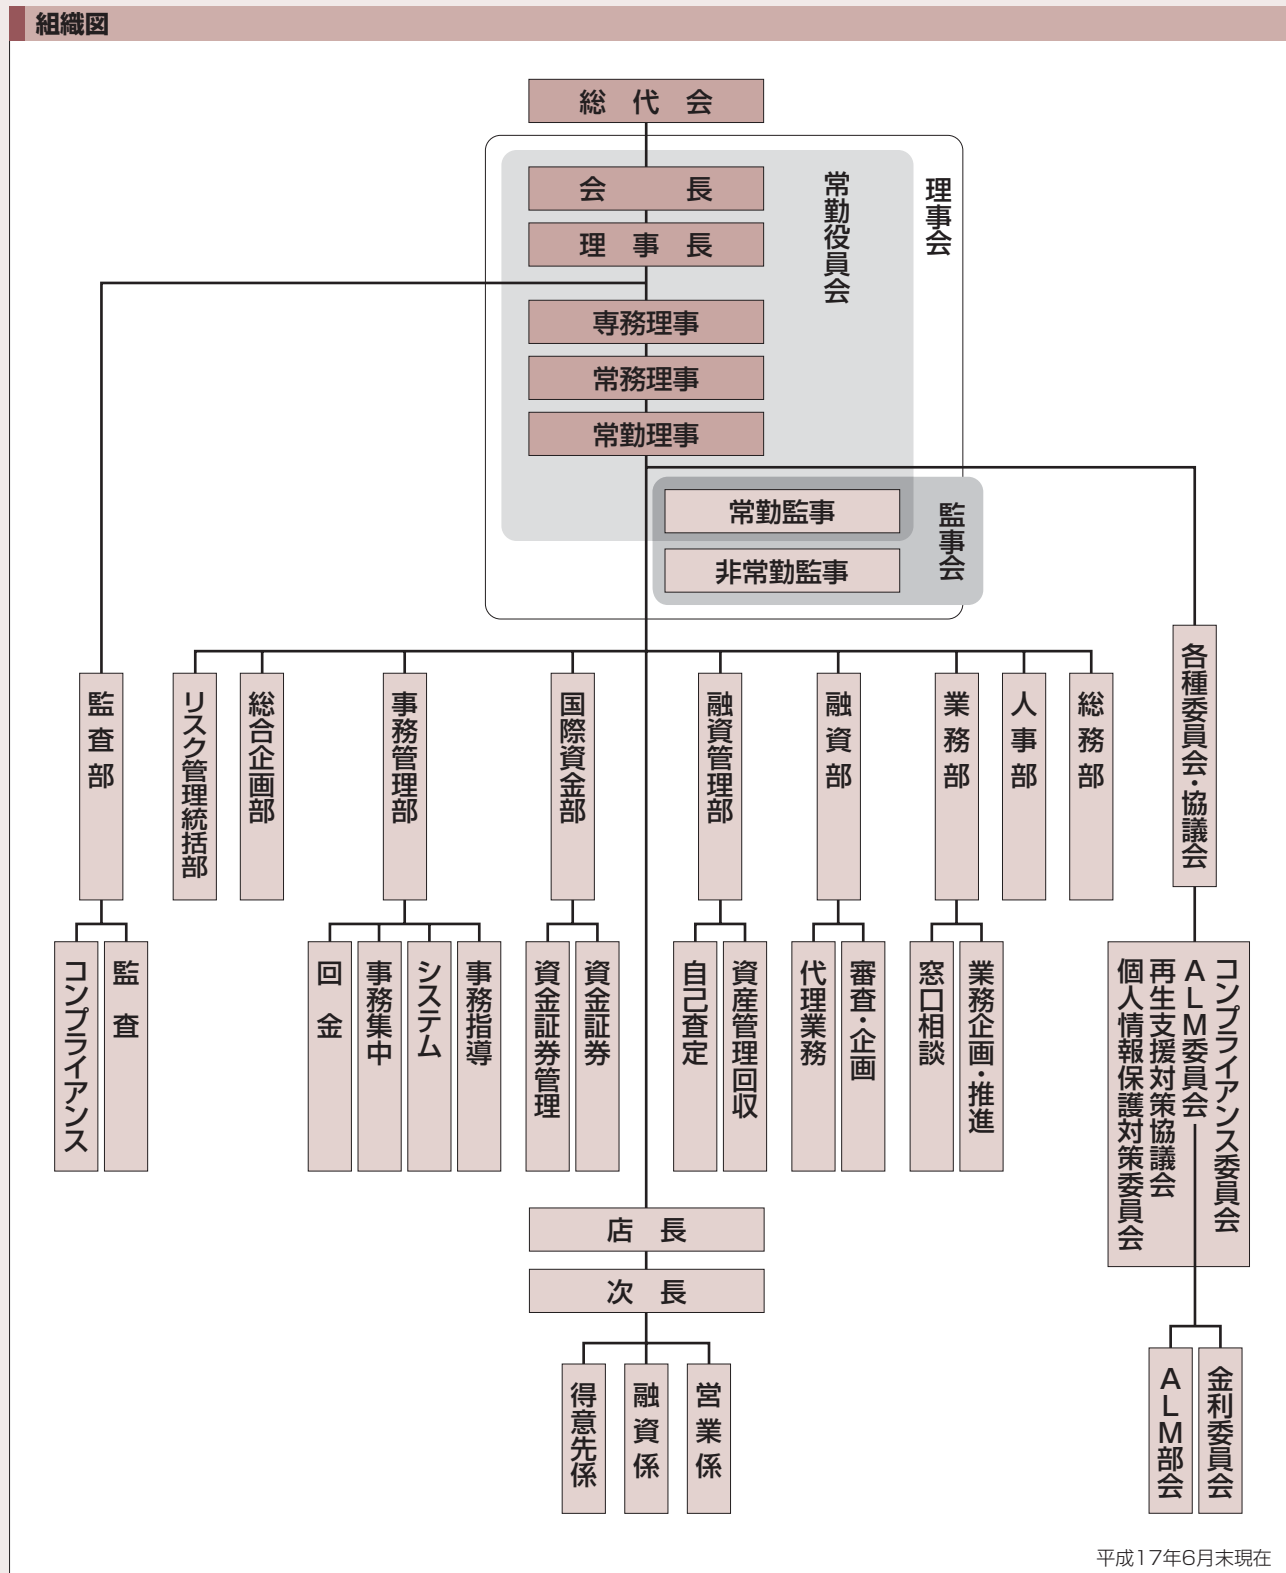 組織図
総代会
会長
理事長
専務理事
常務理事
常勤理事
常勤役員会
理事会
常勤監事
非常勤監事
監事会
各種委員会・協議会
総務部
人事部
業務部
融資部
融資管理部
国際資金部
事務管理部
総合企画部
リスク管理統括部
監査部
コンプライアンス委員会
ALM委員会
再生支援対策協議会
個人情報保護対策委員会
業務企画・推進
窓口相談
審査・企画
代理業務
資産管理回収
自己査定
資金証券
資金証券管理
事務指導
システム
事務集中
回金
監査
コンプライアンス
店長
次長
営業係
融資係
得意先係
金利委員会
ALM部会
平成17年6月末現在